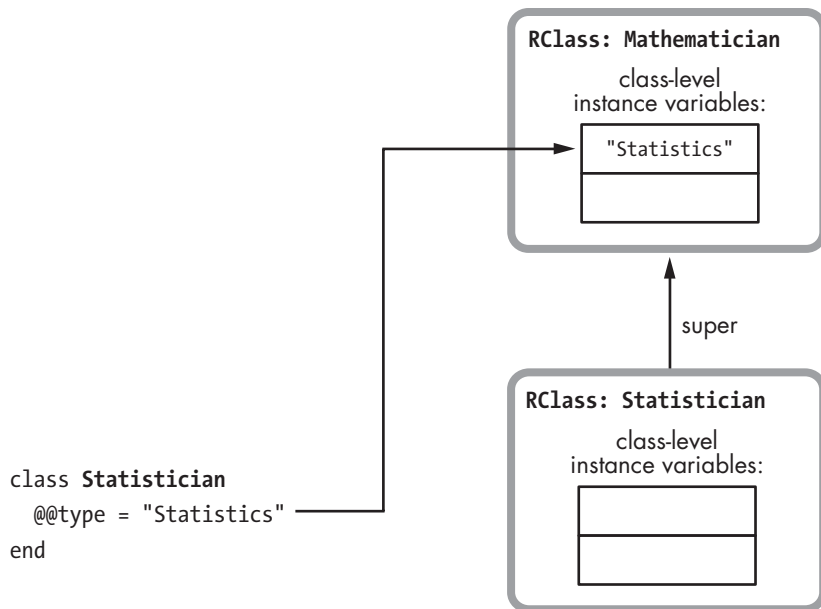 RClass: Mathematician
class-level
instance variables:
"Statistics"
super
RClass: Statistician
class-level
instance variables:
class Statistician
  @@type = "Statistics"
end